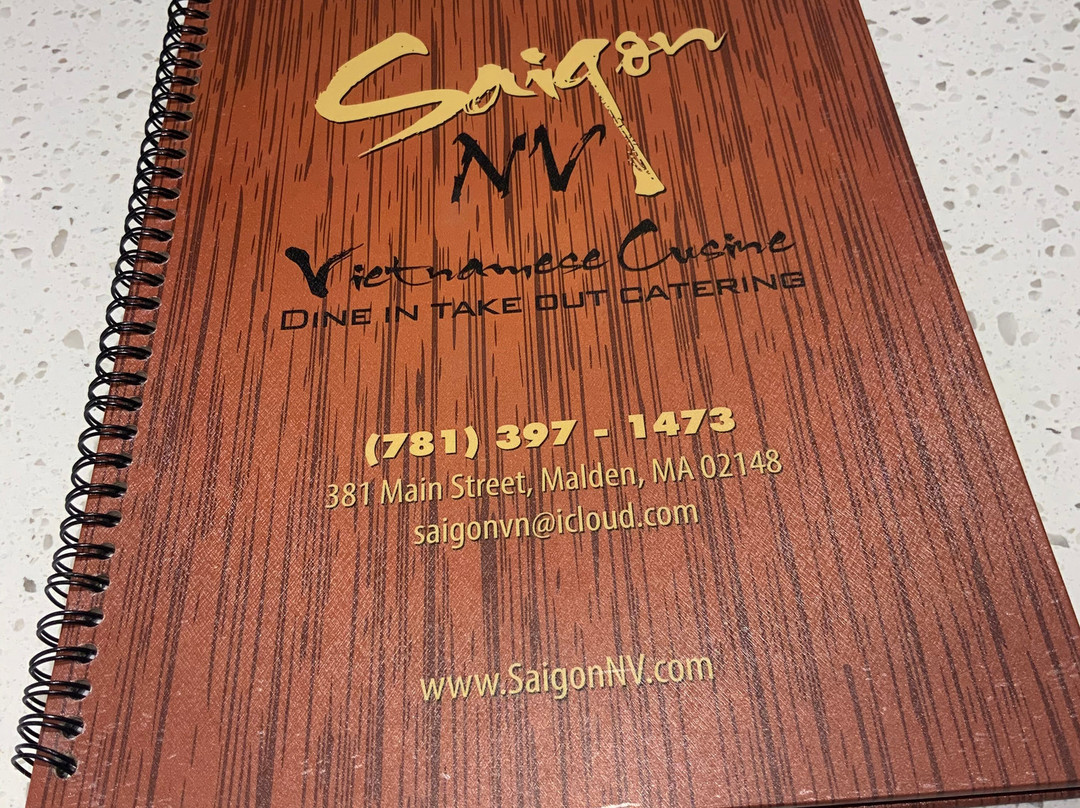 Saigon
NV
Vietnamese Cusine
DINE IN TAKE OUT CATERING
(781) 397 - 1473
381 Main Street, Malden, MA 02148
saigonvn@icloud.com
www.SaigonNV.com